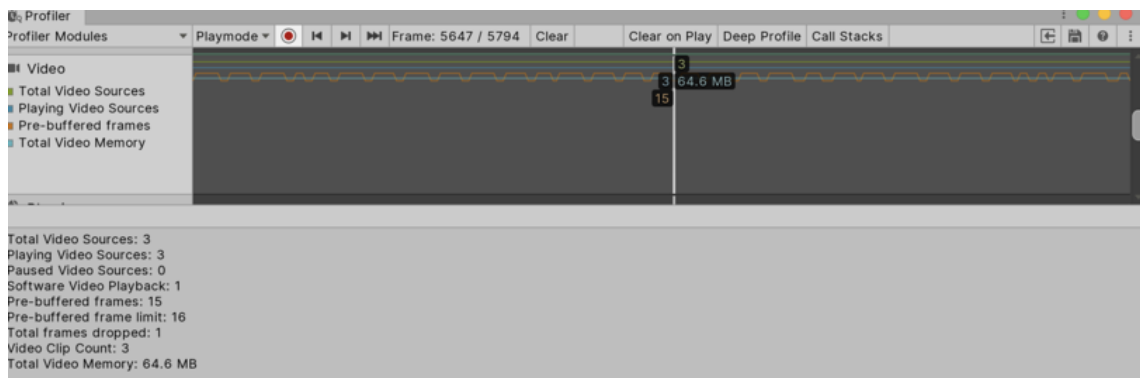 Profiler
Profiler Modules Playmode Frame: 5647 / 5794 Clear Clear on Play Deep Profile Call Stacks
Video
Total Video Sources
Playing Video Sources
Pre-buffered frames
Total Video Memory
3
3 64.6 MB
15
Total Video Sources: 3
Playing Video Sources: 3
Paused Video Sources: 0
Software Video Playback: 1
Pre-buffered frames: 15
Pre-buffered frame limit: 16
Total frames dropped: 1
Video Clip Count: 3
Total Video Memory: 64.6 MB